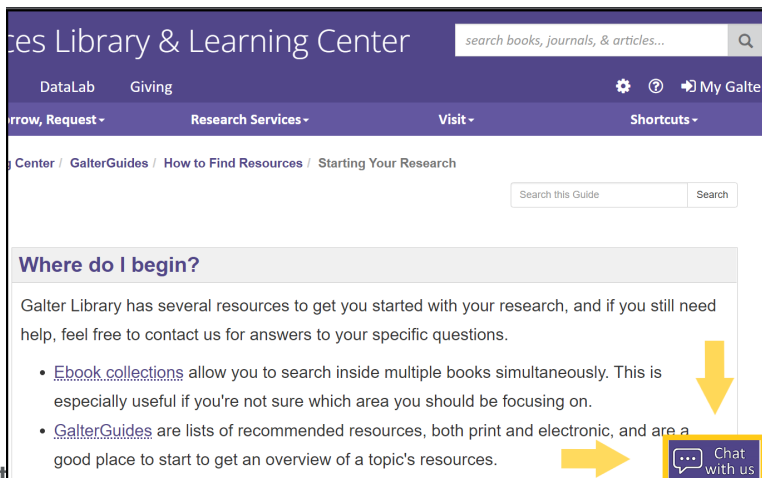 ces Library & Learning Center
search books, journals, & articles...
DataLab Giving
My Galte
rrow, Request
Research Services
Visit
Shortcuts
g Center / GalterGuides / How to Find Resources / Starting Your Research
Search this Guide
Search
Where do I begin?
Galter Library has several resources to get you started with your research, and if you still need
help, feel free to contact us for answers to your specific questions.
• Ebook collections allow you to search inside multiple books simultaneously. This is
especially useful if you're not sure which area you should be focusing on.
• GalterGuides are lists of recommended resources, both print and electronic, and are a
good place to start to get an overview of a topic's resources.
Chat
with us